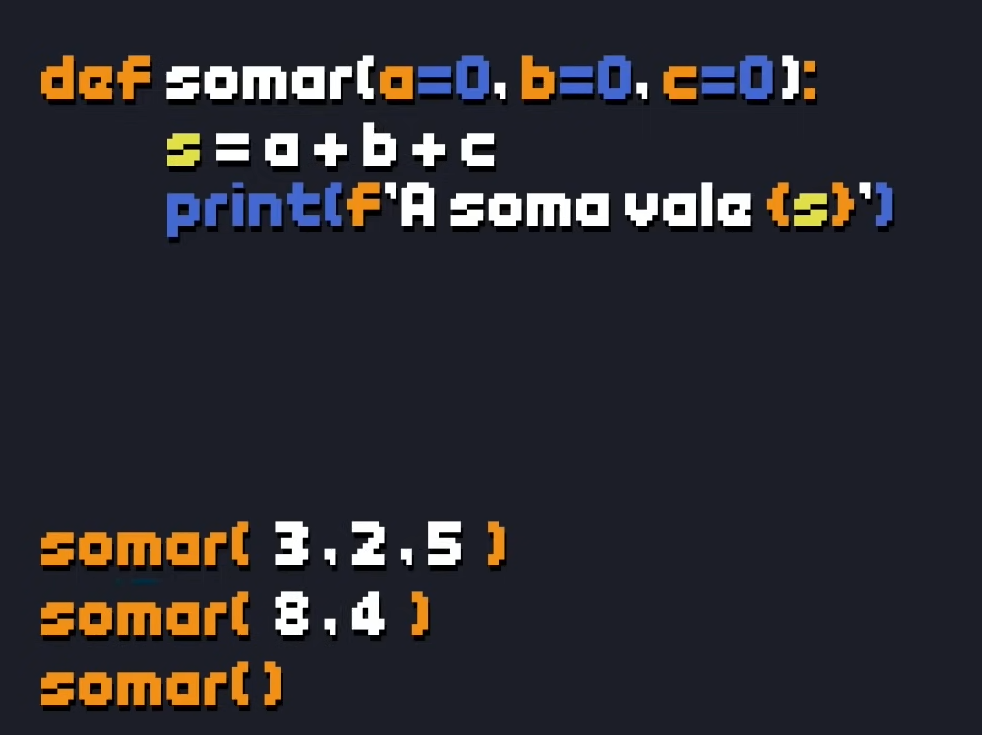 def somar(a=0, b=0, c=0):
s = a + b + c
print(f'A soma vale {s}')
somar( 3 , 2 , 5 )
somar( 8 , 4 )
somar( )